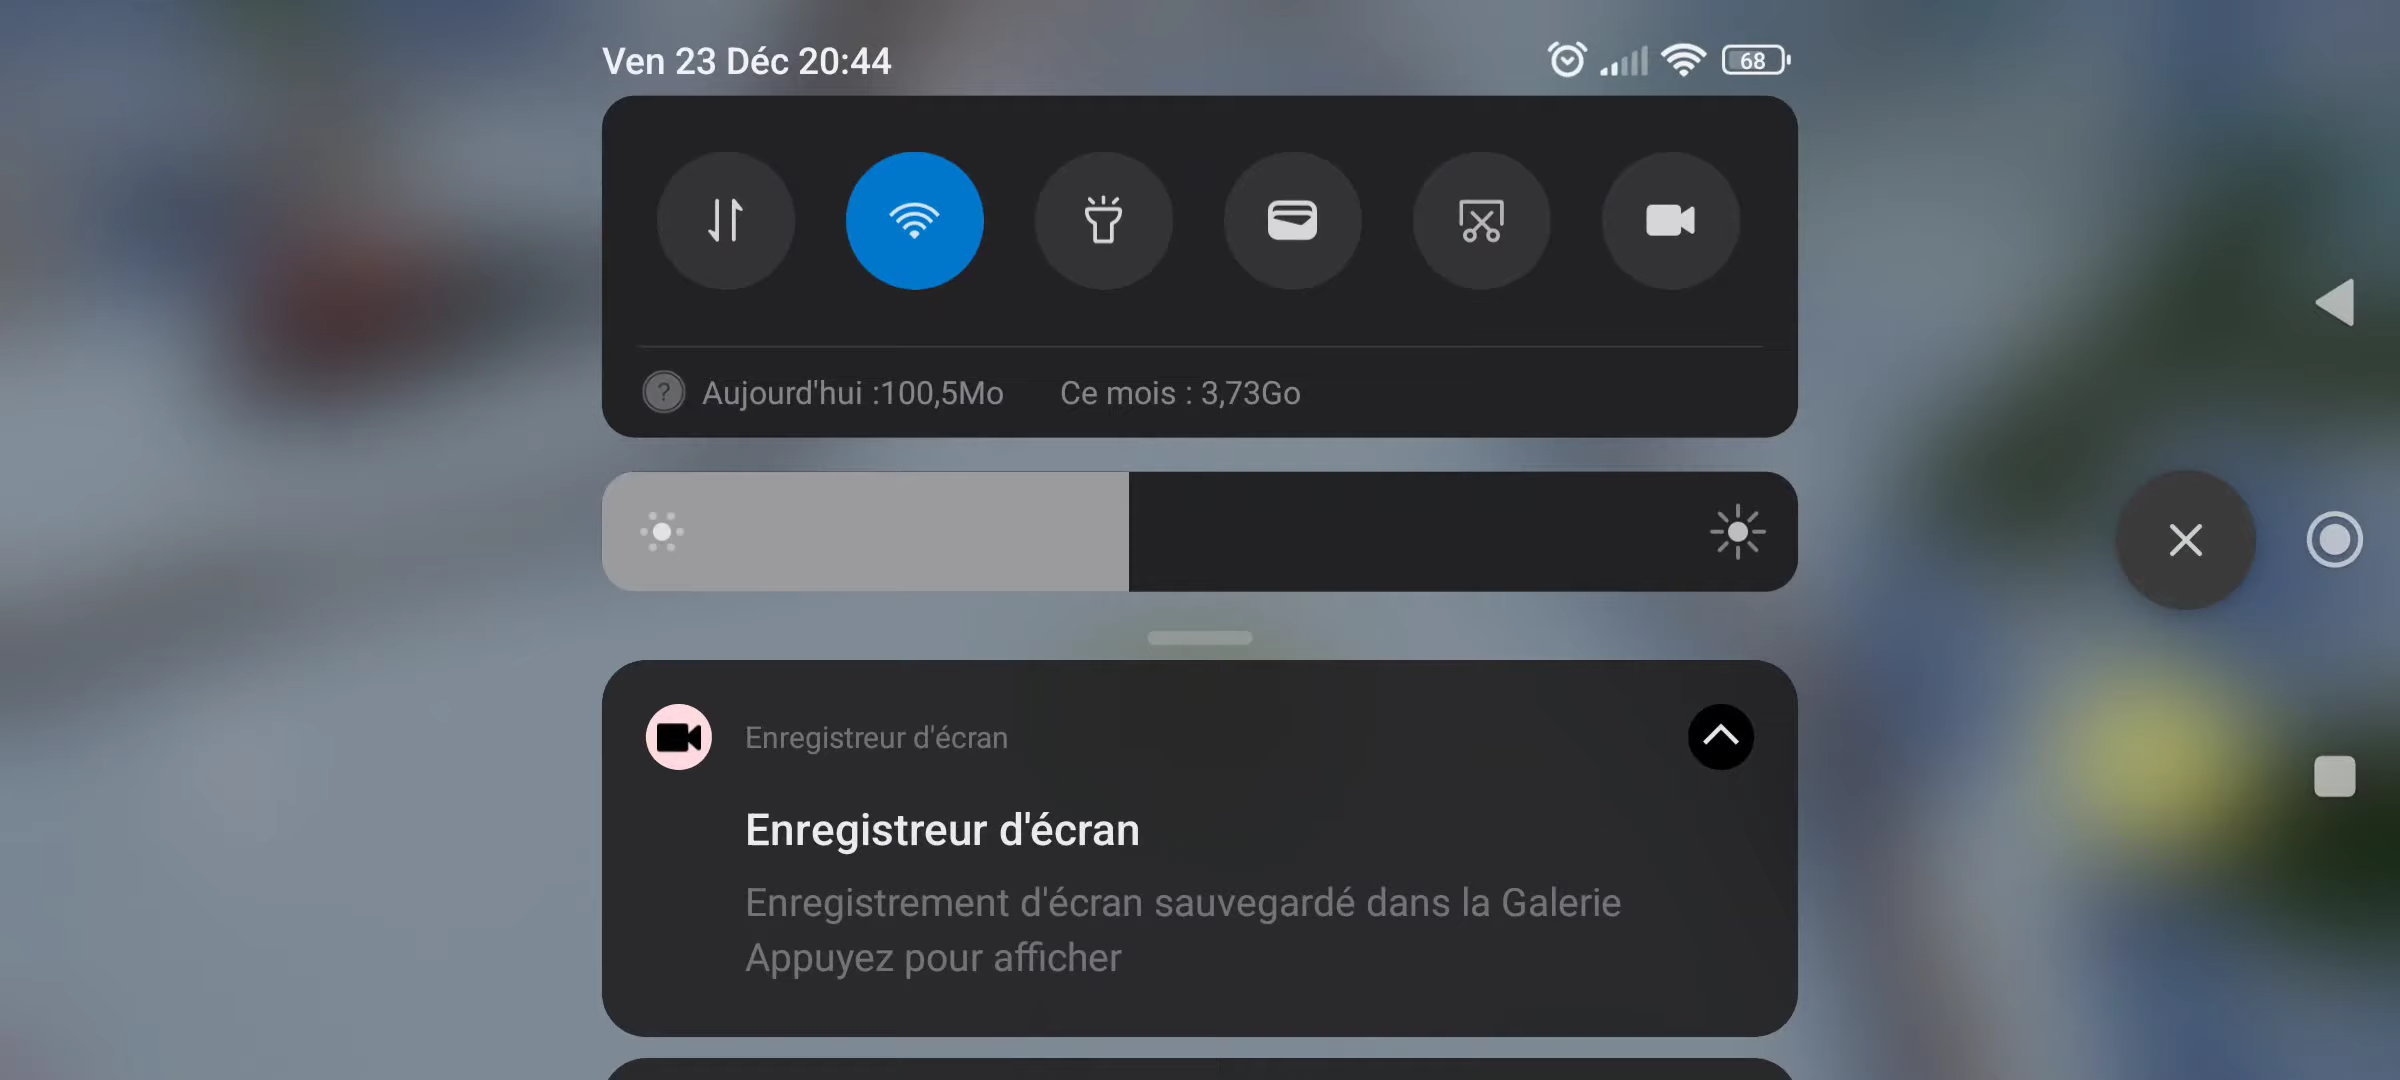 Ven 23 Déc 20:44
68
? Aujourd'hui :100,5Mo Ce mois : 3,73Go
Enregistreur d'écran
Enregistreur d'écran
Enregistrement d'écran sauvegardé dans la Galerie
Appuyez pour afficher